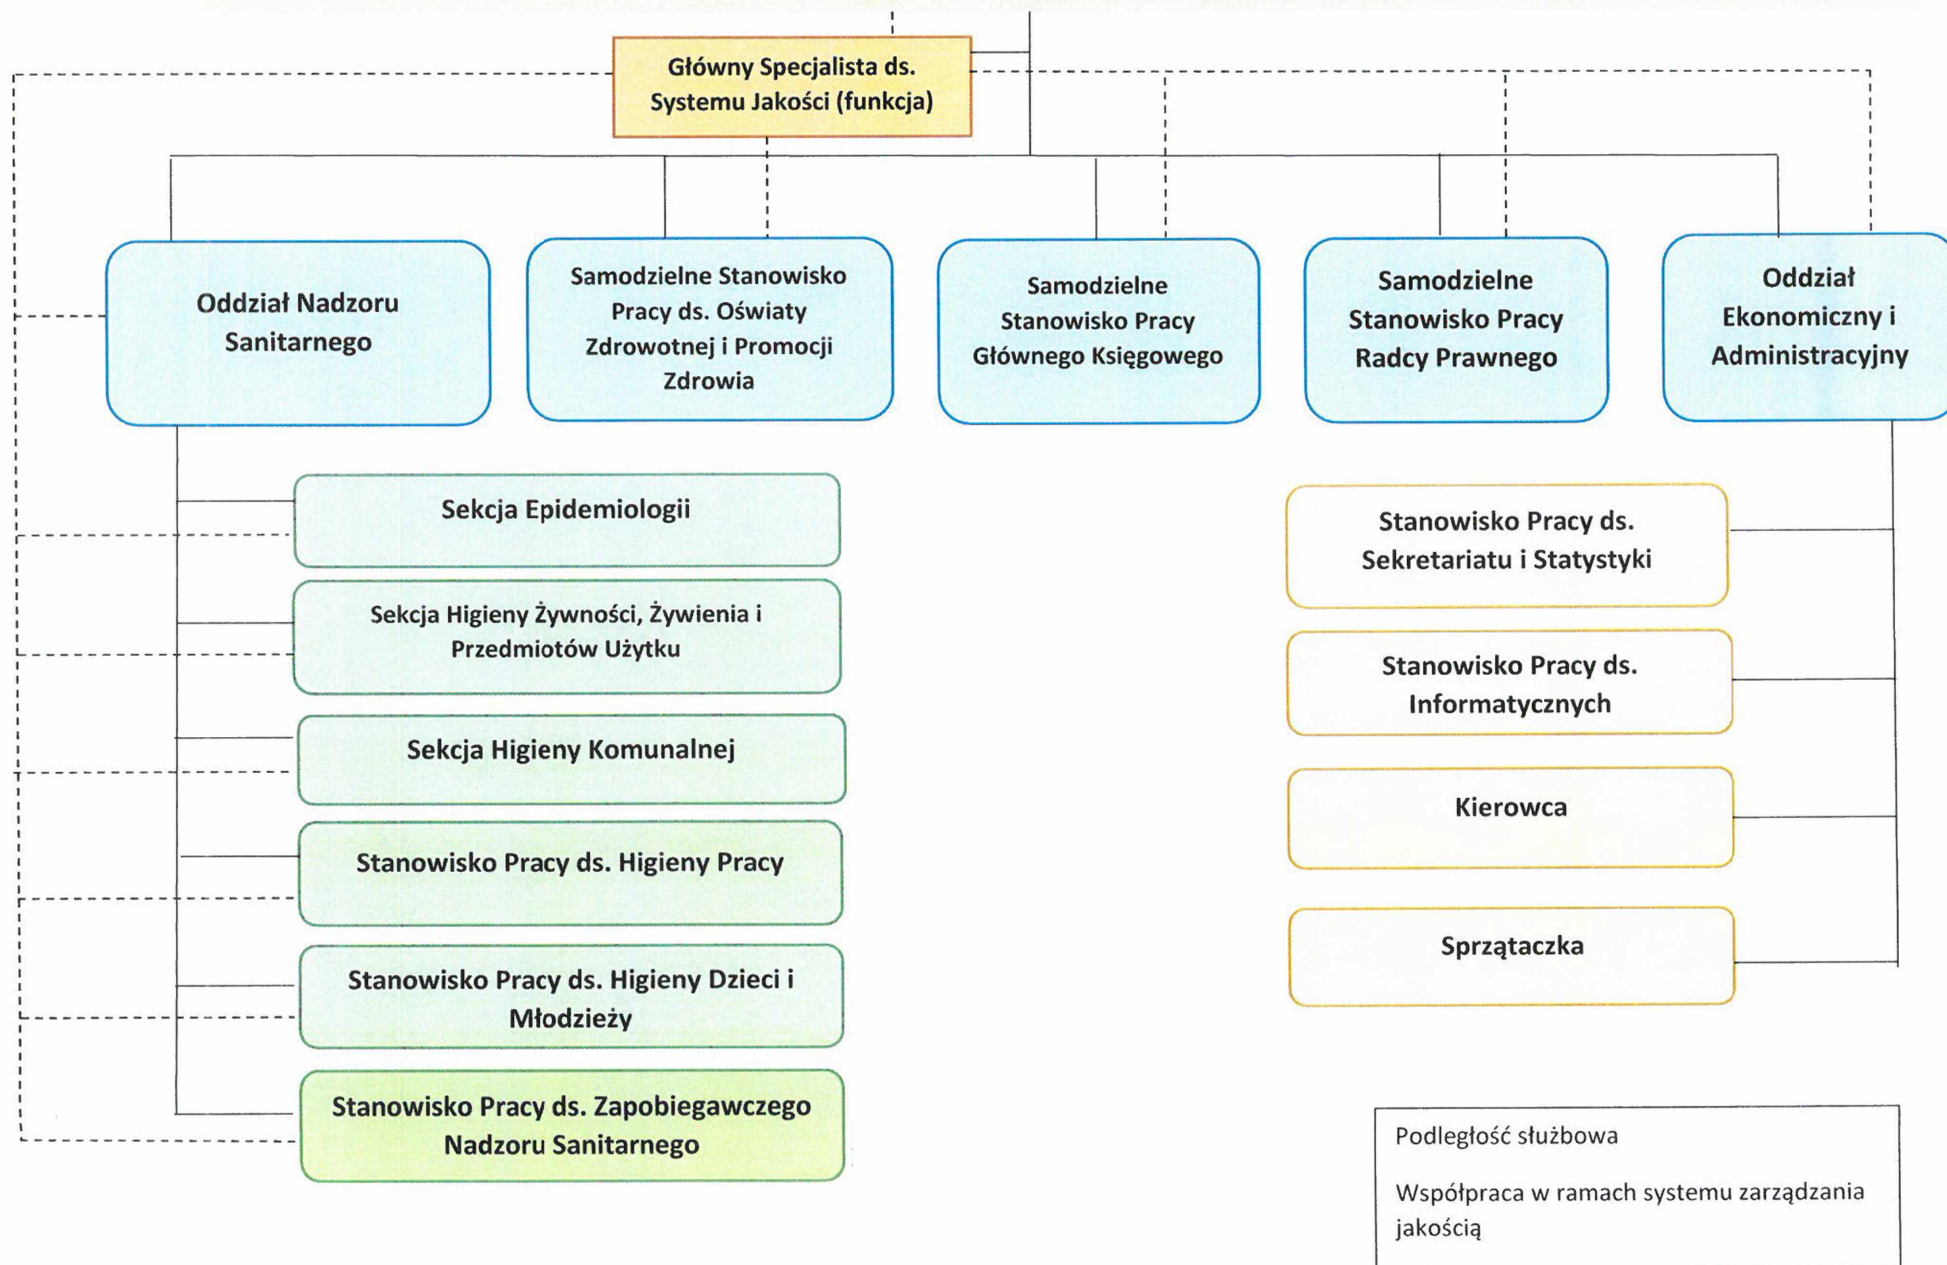 Główny Specjalista ds.
Systemu Jakości (funkcja)
Oddział Nadzoru
Sanitarnego
Samodzielne Stanowisko
Pracy ds. Oświaty
Zdrowotnej i Promocji
Zdrowia
Samodzielne
Stanowisko Pracy
Głównego Księgowego
Samodzielne
Stanowisko Pracy
Radcy Prawnego
Oddział
Ekonomiczny i
Administracyjny
Sekcja Epidemiologii
Sekcja Higieny Żywności, Żywienia i
Przedmiotów Użytku
Sekcja Higieny Komunalnej
Stanowisko Pracy ds. Higieny Pracy
Stanowisko Pracy ds. Higieny Dzieci i
Młodzieży
Stanowisko Pracy ds. Zapobiegawczego
Nadzoru Sanitarnego
Stanowisko Pracy ds.
Sekretariatu i Statystyki
Stanowisko Pracy ds.
Informatycznych
Kierowca
Sprzątaczka
Podległość służbowa
Współpraca w ramach systemu zarządzania
jakością